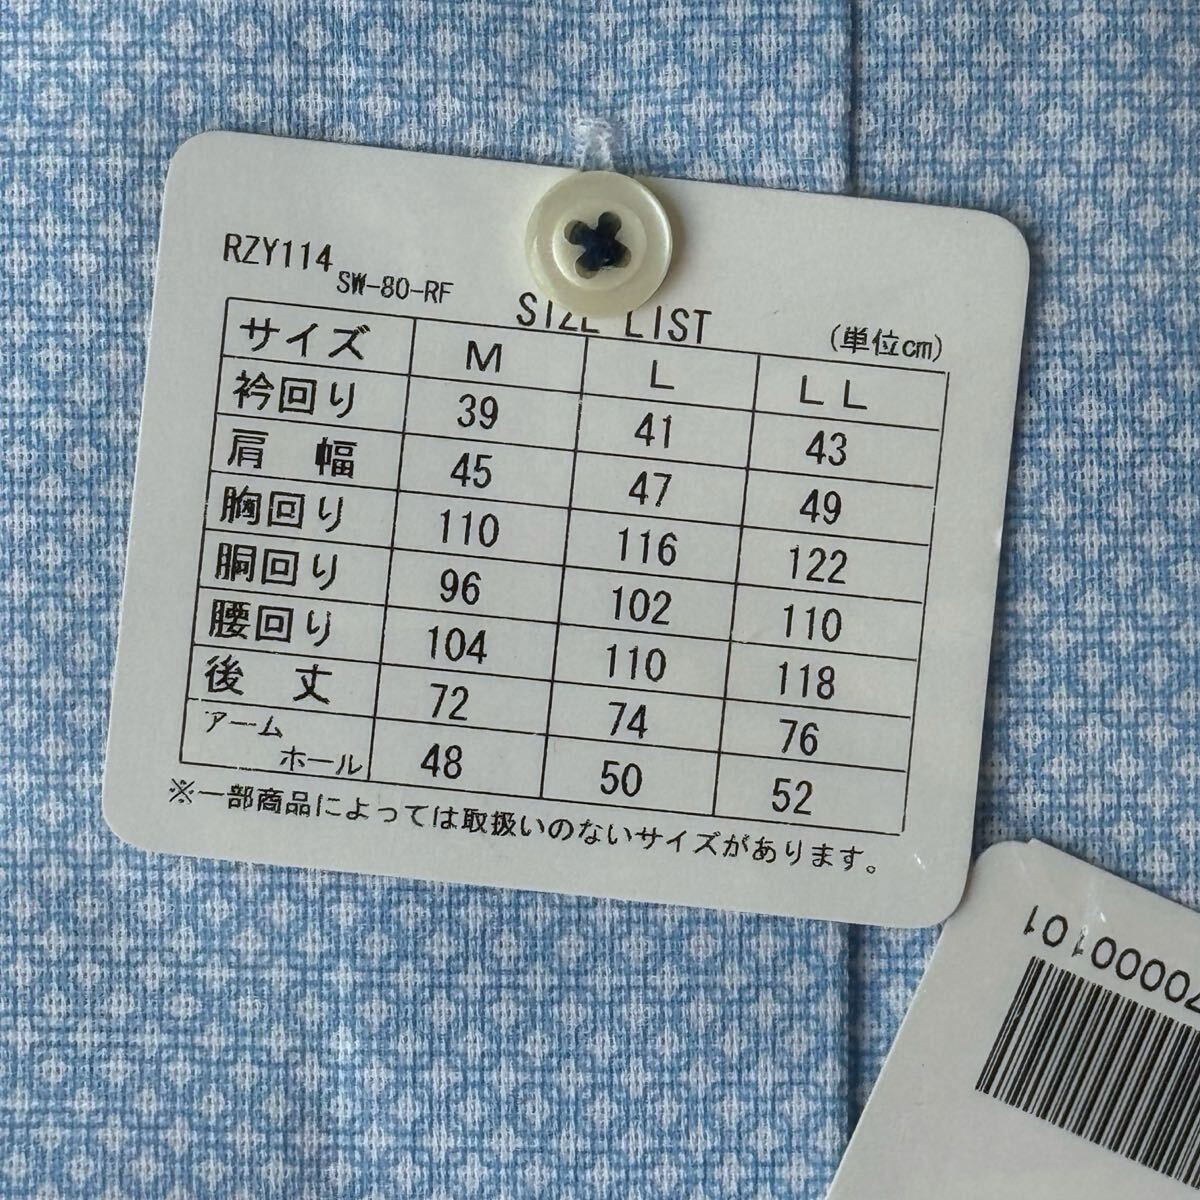 RZY114
SW-80-RF
SIZE LIST
(単位cm)
サイズ M L LL
衿回り 39 41 43
肩幅 45 47 49
胸回り 110 116 122
胴回り 96 102 110
腰回り 104 110 118
後丈 72 74 76
アーム
ホール 48 50 52
※一部商品によっては取扱いのないサイズがあります。